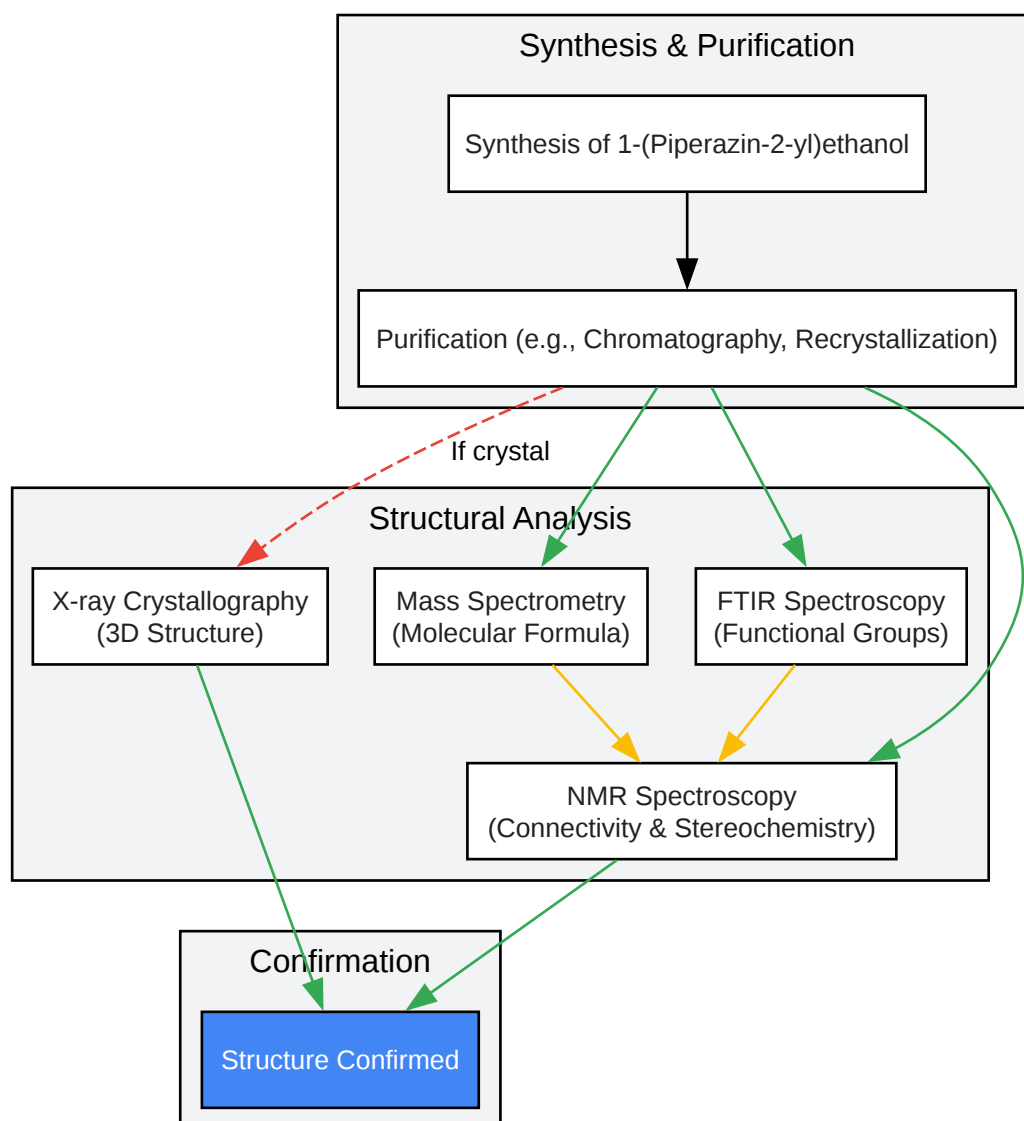 Synthesis & Purification
Synthesis of 1-(Piperazin-2-yl)ethanol
Purification (e.g., Chromatography, Recrystallization)
If crystal
Structural Analysis
X-ray Crystallography
(3D Structure)
Mass Spectrometry
(Molecular Formula)
FTIR Spectroscopy
(Functional Groups)
NMR Spectroscopy
(Connectivity & Stereochemistry)
Confirmation
Structure Confirmed